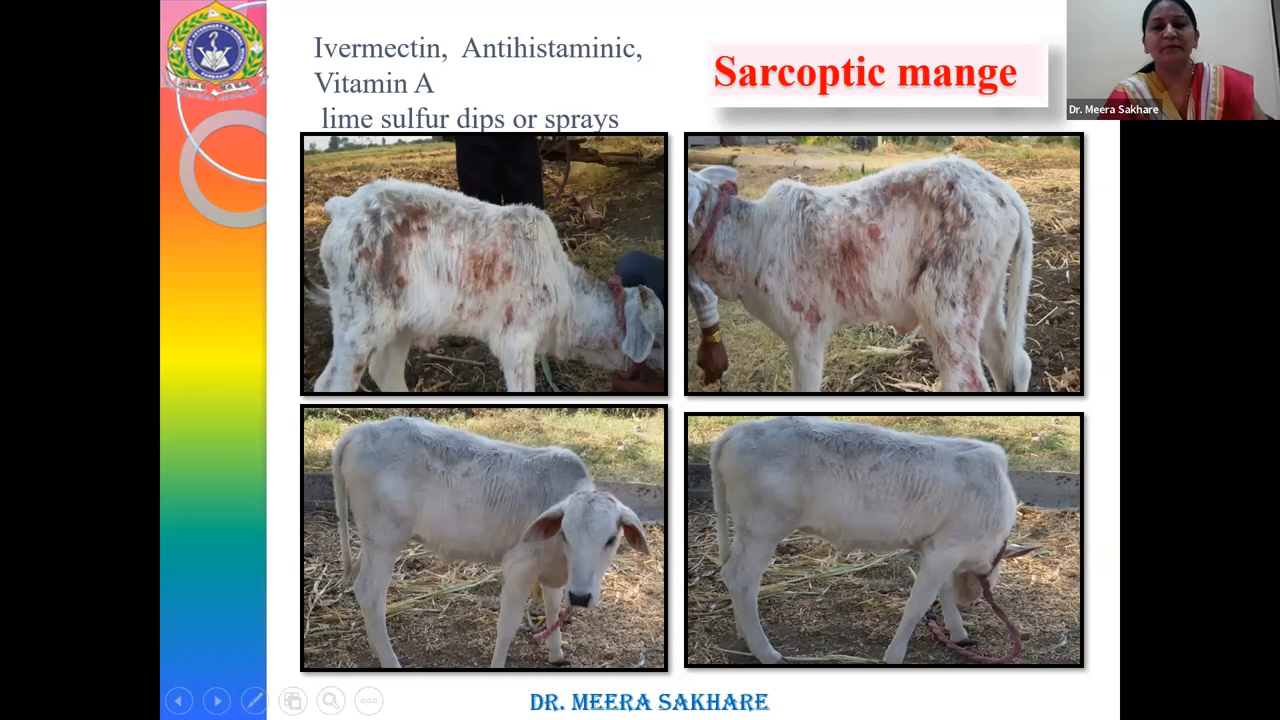 Ivermectin, Antihistaminic,
Vitamin A
lime sulfur dips or sprays
Sarcoptic mange
Dr. Meera Sakhare
DR. MEERA SAKHARE